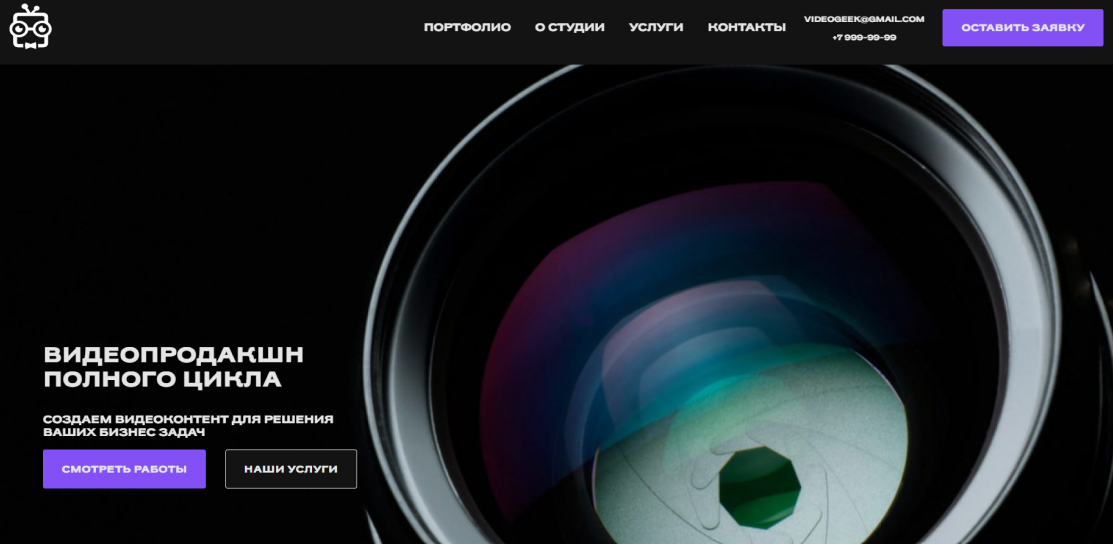 ПОРТФОЛИО
О СТУДИИ
УСЛУГИ
КОНТАКТЫ
VIDEOGEEK@GMAIL.COM
+7 999-99-99
ОСТАВИТЬ ЗАЯВКУ
ВИДЕОПРОДАКШН
ПОЛНОГО ЦИКЛА
СОЗДАЕМ ВИДЕОКОНТЕНТ ДЛЯ РЕШЕНИЯ
ВАШИХ БИЗНЕС ЗАДАЧ
СМОТРЕТЬ РАБОТЫ
НАШИ УСЛУГИ